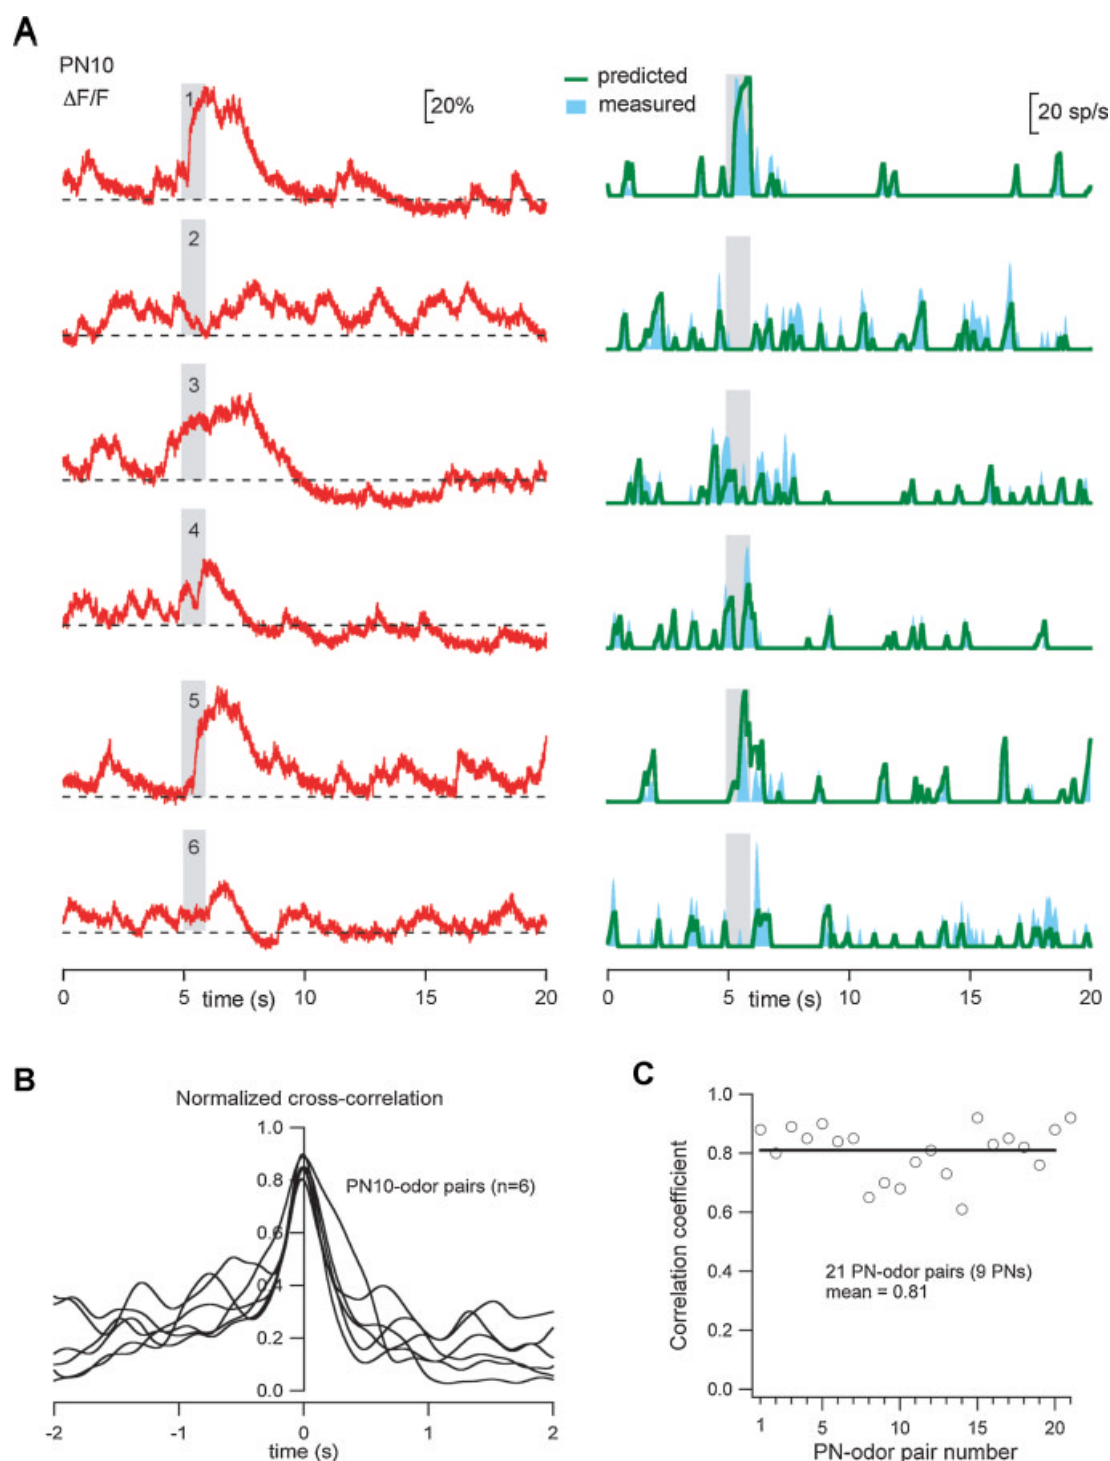 A
PN10
ΔF/F
20%
predicted
measured
20 sp/s
1
2
3
4
5
6
0 5 time (s) 10 15 20
0 5 time (s) 10 15 20
B
Normalized cross-correlation
1.0
0.8
PN10-odor pairs (n=6)
0.6
0.4
0.2
0.0
-2 -1 0 1 2
time (s)
C
Correlation coefficient
1.0
0.8
0.6
0.4
0.2
0.0
21 PN-odor pairs (9 PNs)
mean = 0.81
1 5 10 15 20
PN-odor pair number